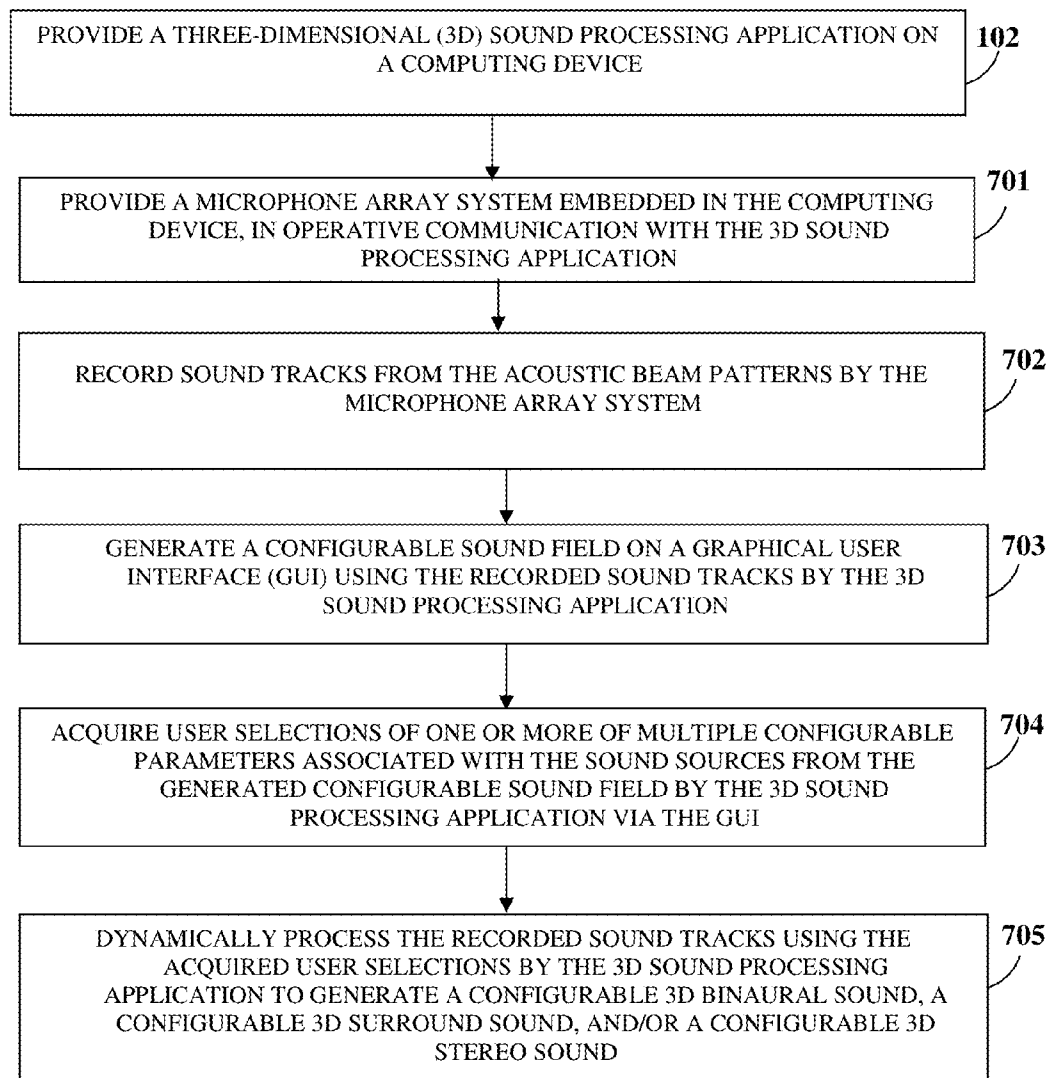 PROVIDE A THREE-DIMENSIONAL (3D) SOUND PROCESSING APPLICATION ON
A COMPUTING DEVICE
102
PROVIDE A MICROPHONE ARRAY SYSTEM EMBEDDED IN THE COMPUTING
DEVICE, IN OPERATIVE COMMUNICATION WITH THE 3D SOUND
PROCESSING APPLICATION
701
RECORD SOUND TRACKS FROM THE ACOUSTIC BEAM PATTERNS BY THE
MICROPHONE ARRAY SYSTEM
702
GENERATE A CONFIGURABLE SOUND FIELD ON A GRAPHICAL USER
INTERFACE (GUI) USING THE RECORDED SOUND TRACKS BY THE 3D
SOUND PROCESSING APPLICATION
703
ACQUIRE USER SELECTIONS OF ONE OR MORE OF MULTIPLE CONFIGURABLE
PARAMETERS ASSOCIATED WITH THE SOUND SOURCES FROM THE
GENERATED CONFIGURABLE SOUND FIELD BY THE 3D SOUND
PROCESSING APPLICATION VIA THE GUI
704
DYNAMICALLY PROCESS THE RECORDED SOUND TRACKS USING THE
ACQUIRED USER SELECTIONS BY THE 3D SOUND PROCESSING
APPLICATION TO GENERATE A CONFIGURABLE 3D BINAURAL SOUND, A
CONFIGURABLE 3D SURROUND SOUND, AND/OR A CONFIGURABLE 3D
STEREO SOUND
705